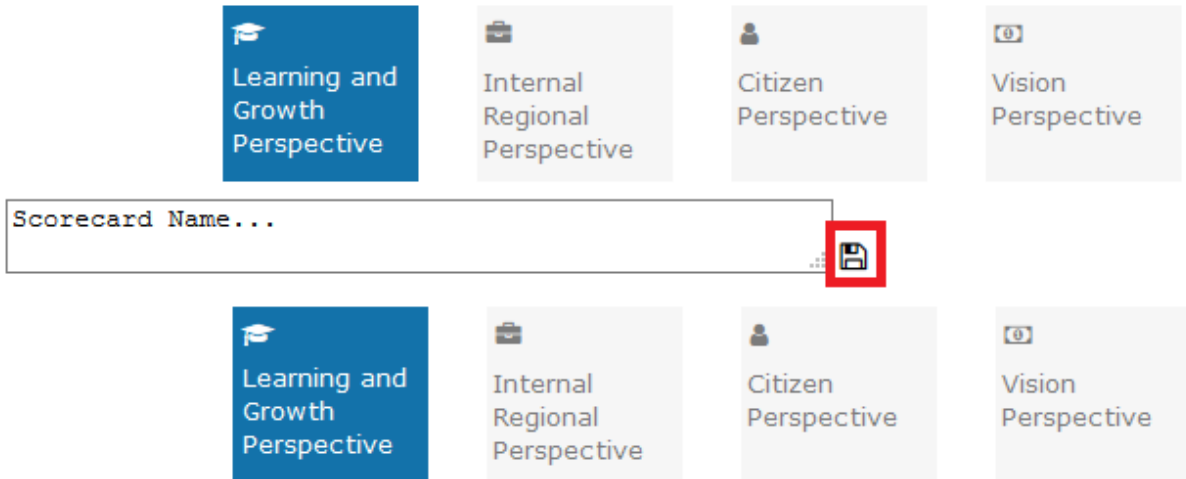 Learning and
Growth
Perspective
Internal
Regional
Perspective
Citizen
Perspective
Vision
Perspective
Scorecard Name...
Learning and
Growth
Perspective
Internal
Regional
Perspective
Citizen
Perspective
Vision
Perspective